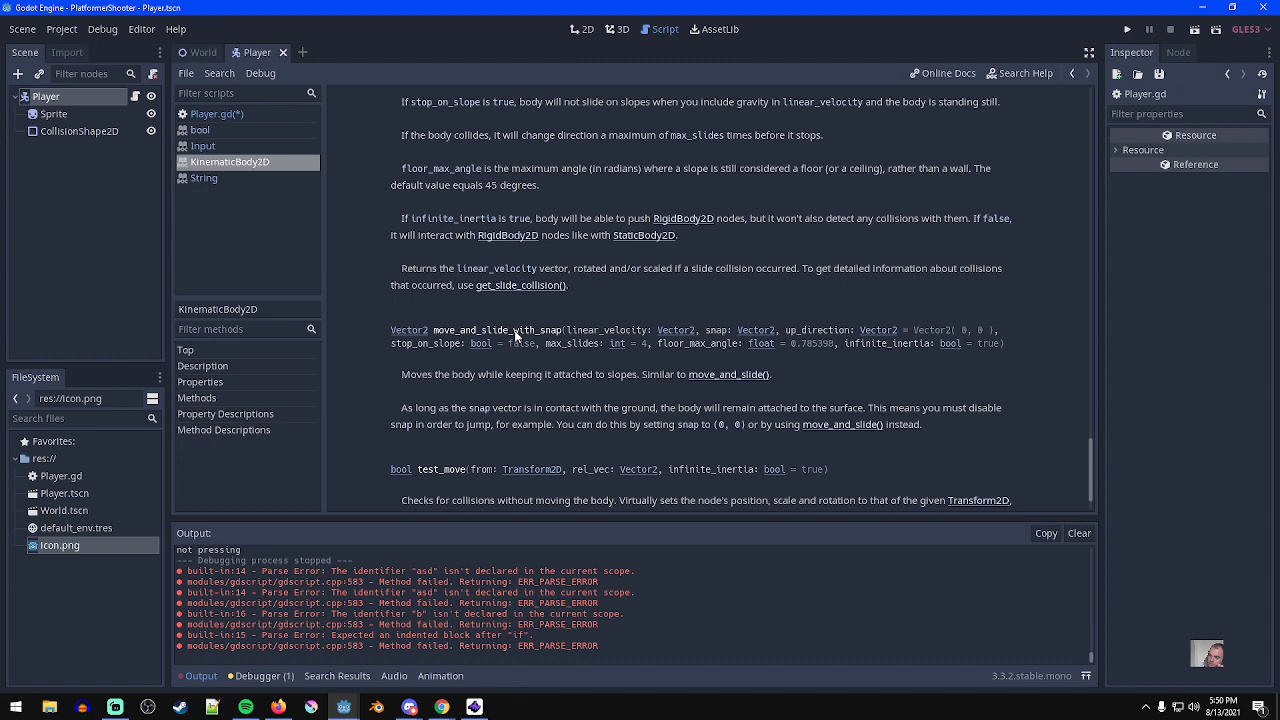 Godot Engine - PlatformerShooter - Player.tscn
Scene Project Debug Editor Help
2D 3D Script AssetLib
GLES3
Scene Import
Filter nodes
Player
Sprite
CollisionShape2D
FileSystem
res://Icon.png
Search files
Favorites:
res://
Player.gd
Player.tscn
World.tscn
default_env.tres
Icon.png
World Player
File Search Debug
Online Docs Search Help
Filter scripts
Player.gd(*)
bool
Input
KinematicBody2D
String
KinematicBody2D
Filter methods
Top
Description
Properties
Methods
Property Descriptions
Method Descriptions
If stop_on_slope is true, body will not slide on slopes when you include gravity in linear_velocity and the body is standing still.
If the body collides, it will change direction a maximum of max_slides times before it stops.
floor_max_angle is the maximum angle (in radians) where a slope is still considered a floor (or a ceiling), rather than a wall. The
default value equals 45 degrees.
If infinite_inertia is true, body will be able to push RigidBody2D nodes, but it won't also detect any collisions with them. If false,
it will interact with RigidBody2D nodes like with StaticBody2D.
Returns the linear_velocity vector, rotated and/or scaled if a slide collision occurred. To get detailed information about collisions
that occurred, use get_slide_collision().
Vector2 move_and_slide_with_snap(linear_velocity: Vector2, snap: Vector2, up_direction: Vector2 = Vector2( 0, 0 ),
stop_on_slope: bool = false, max_slides: int = 4, floor_max_angle: float = 0.785398, infinite_inertia: bool = true)
Moves the body while keeping it attached to slopes. Similar to move_and_slide().
As long as the snap vector is in contact with the ground, the body will remain attached to the surface. This means you must disable
snap in order to jump, for example. You can do this by setting snap to (0, 0) or by using move_and_slide() instead.
bool test_move(from: Transform2D, rel_vec: Vector2, infinite_inertia: bool = true)
Checks for collisions without moving the body. Virtually sets the node's position, scale and rotation to that of the given Transform2D,
Output:
Copy Clear
not pressing
--- Debugging process stopped ---
built-in:14 - Parse Error: The identifier "asd" isn't declared in the current scope.
modules/gdscript/gdscript.cpp:583 - Method failed. Returning: ERR_PARSE_ERROR
built-in:14 - Parse Error: The identifier "asd" isn't declared in the current scope.
modules/gdscript/gdscript.cpp:583 - Method failed. Returning: ERR_PARSE_ERROR
built-in:16 - Parse Error: The identifier "b" isn't declared in the current scope.
modules/gdscript/gdscript.cpp:583 - Method failed. Returning: ERR_PARSE_ERROR
built-in:15 - Parse Error: Expected an indented block after "if".
modules/gdscript/gdscript.cpp:583 - Method failed. Returning: ERR_PARSE_ERROR
Output Debugger (1) Search Results Audio Animation
3.3.2.stable.mono
Inspector Node
Player.gd
Filter properties
Resource
Resource
Reference
5:50 PM
8/13/2021